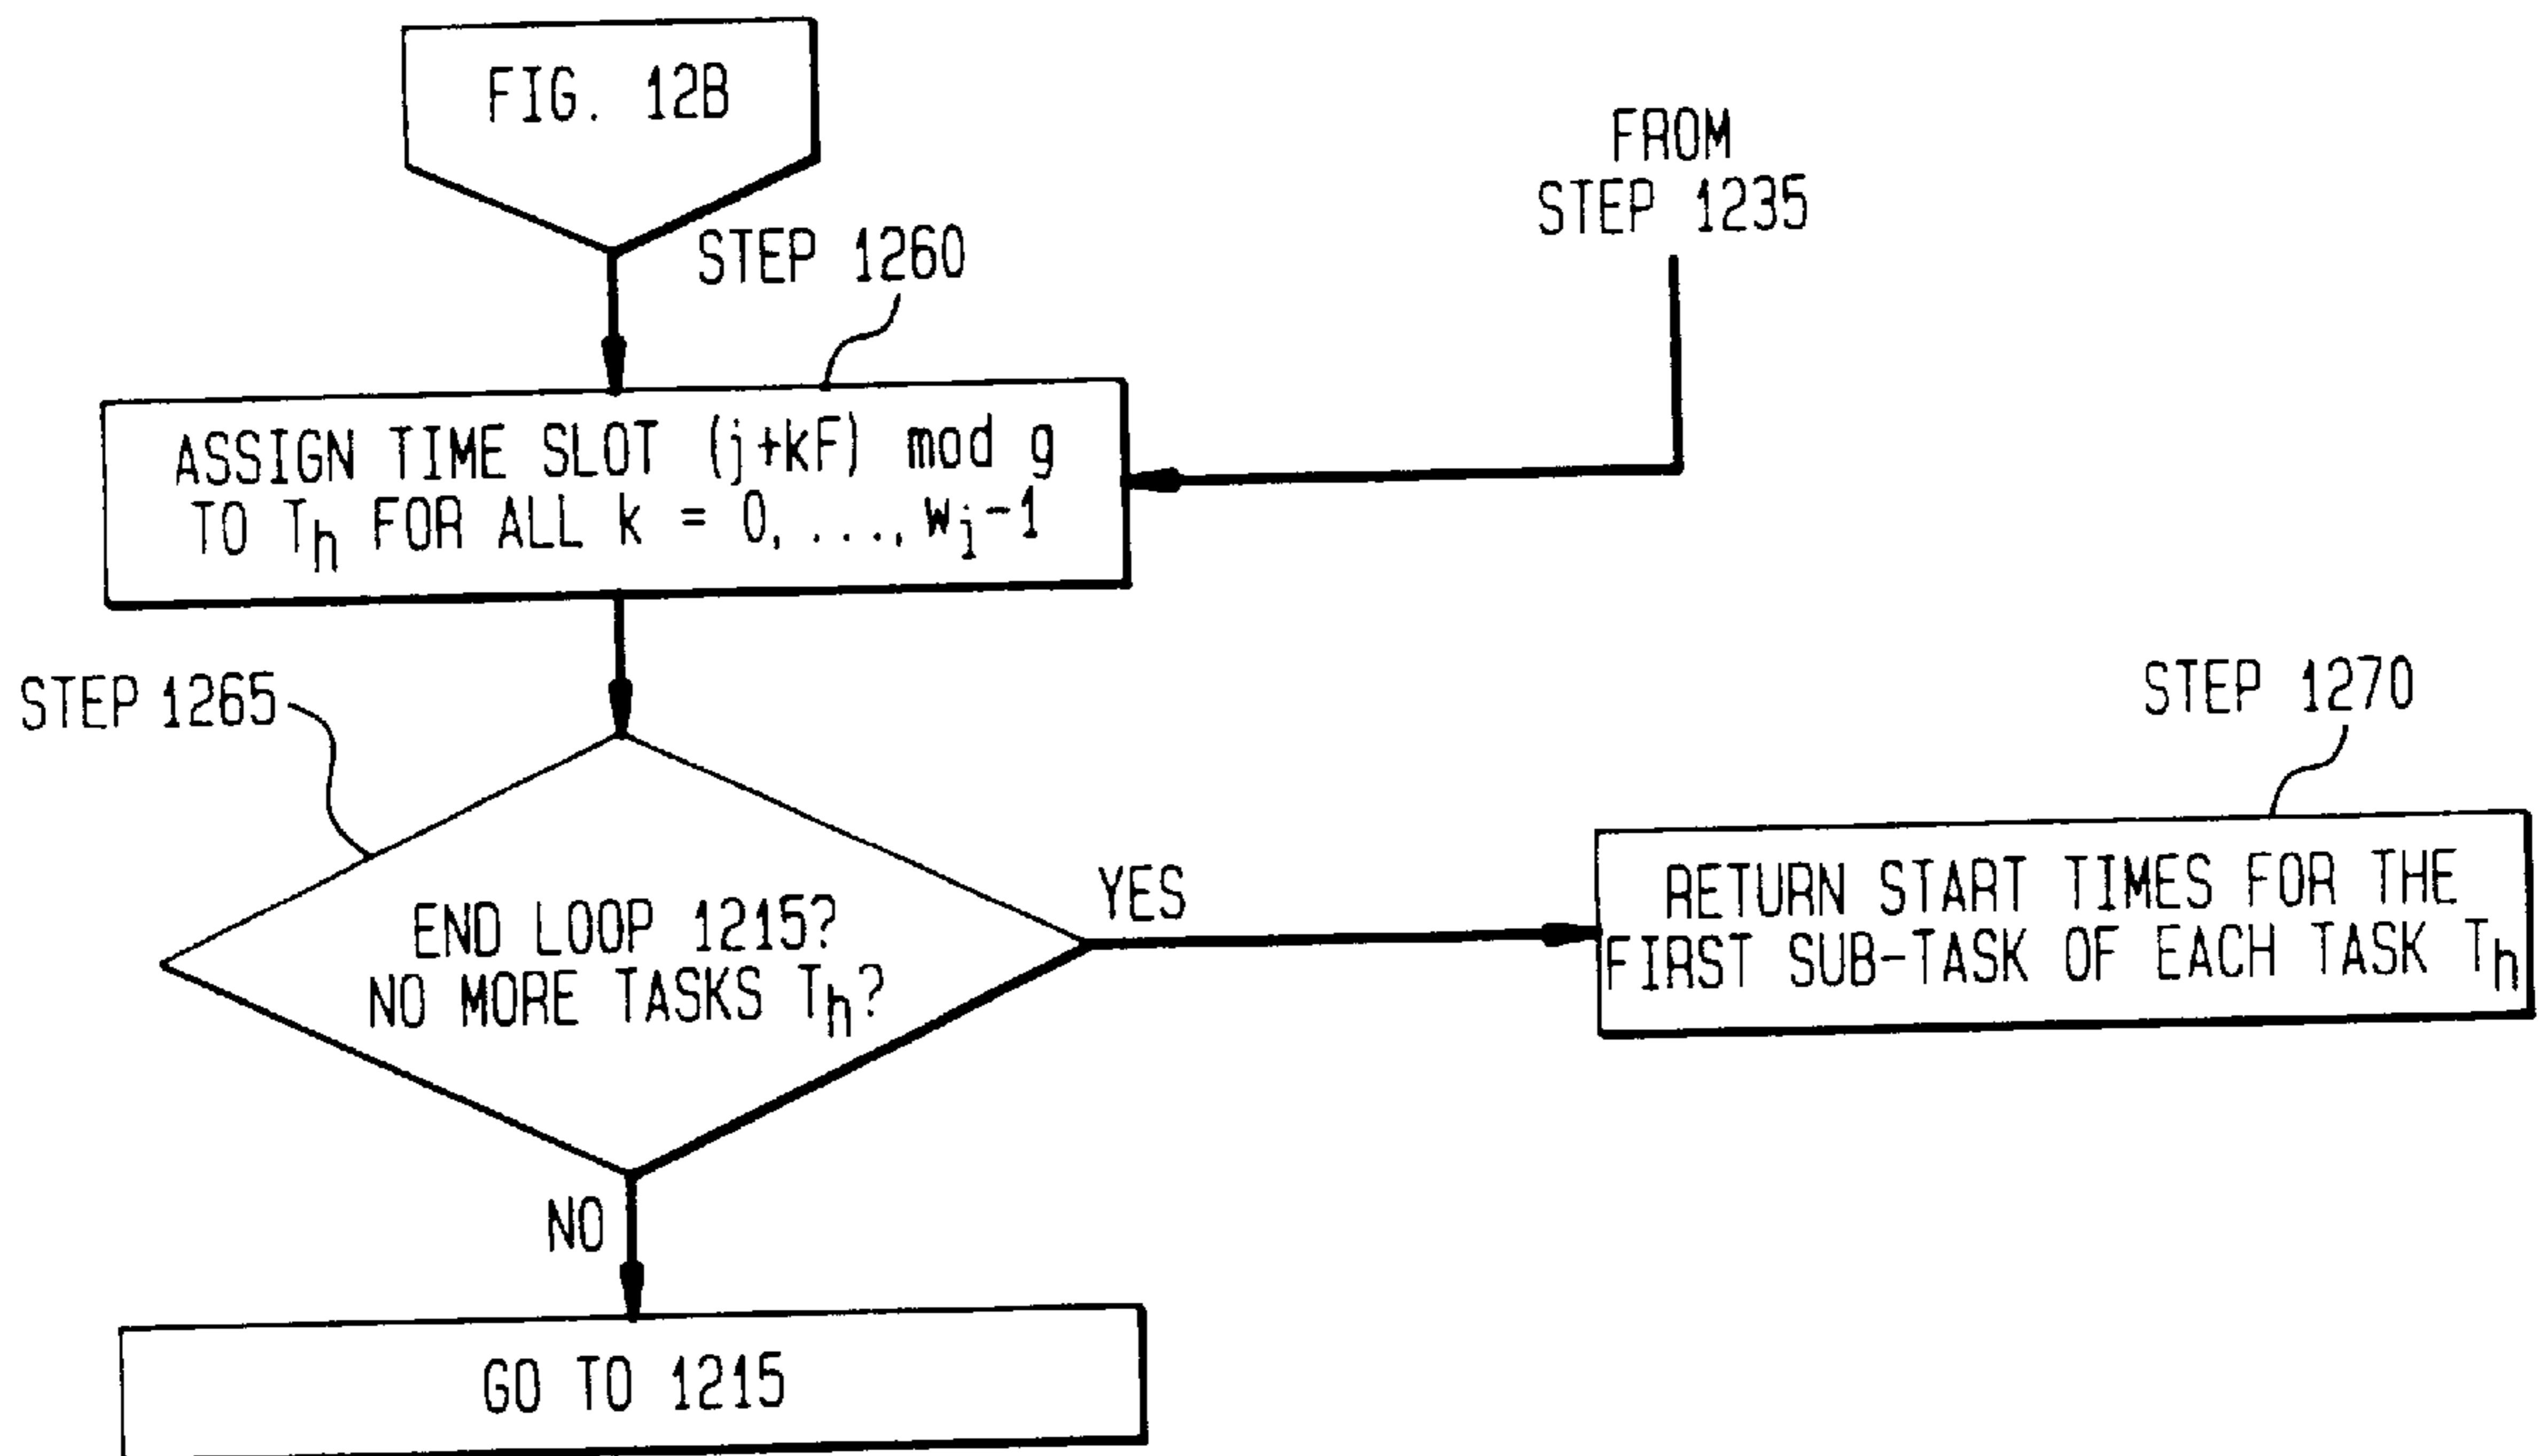 FIG. 12B
FROM
STEP 1235
STEP 1260
ASSIGN TIME SLOT (j+kF) mod g
TO Th FOR ALL k = 0, ..., wi-1
STEP 1265
STEP 1270
END LOOP 1215?
NO MORE TASKS Th?
YES
RETURN START TIMES FOR THE
FIRST SUB-TASK OF EACH TASK Th
NO
GO TO 1215